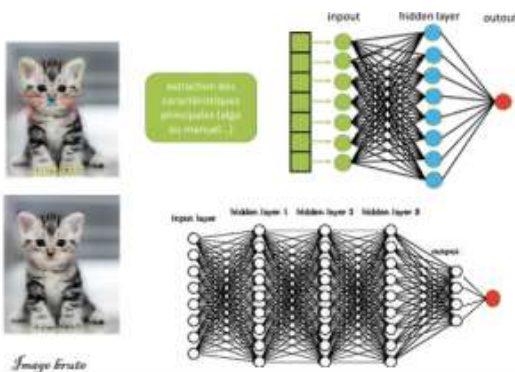 inpout
hidden layer
outout
extraction des
caractéristiques
principales (algo
ou manuel...)
input layer
hidden layer 1
hidden layer 2
hidden layer 3
output
Image brute